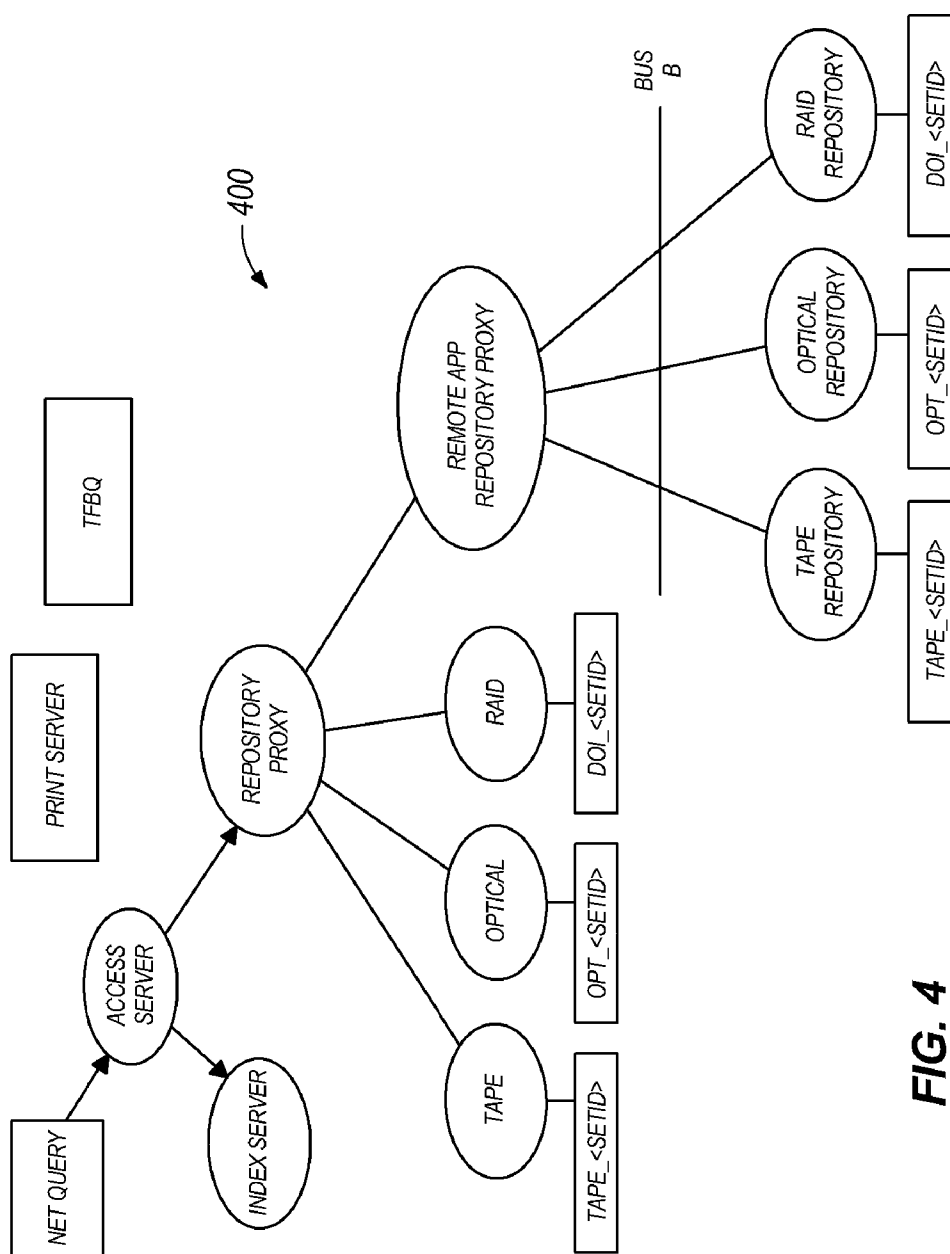 NET QUERY
PRINT SERVER
TFBQ
400
ACCESS
SERVER
INDEX SERVER
REPOSITORY
PROXY
REMOTE APP
REPOSITORY PROXY
TAPE
OPTICAL
RAID
TAPE_<SETID>
OPT_<SETID>
DOI_<SETID>
BUS
B
TAPE
REPOSITORY
OPTICAL
REPOSITORY
RAID
REPOSITORY
TAPE_<SETID>
OPT_<SETID>
DOI_<SETID>
FIG. 4